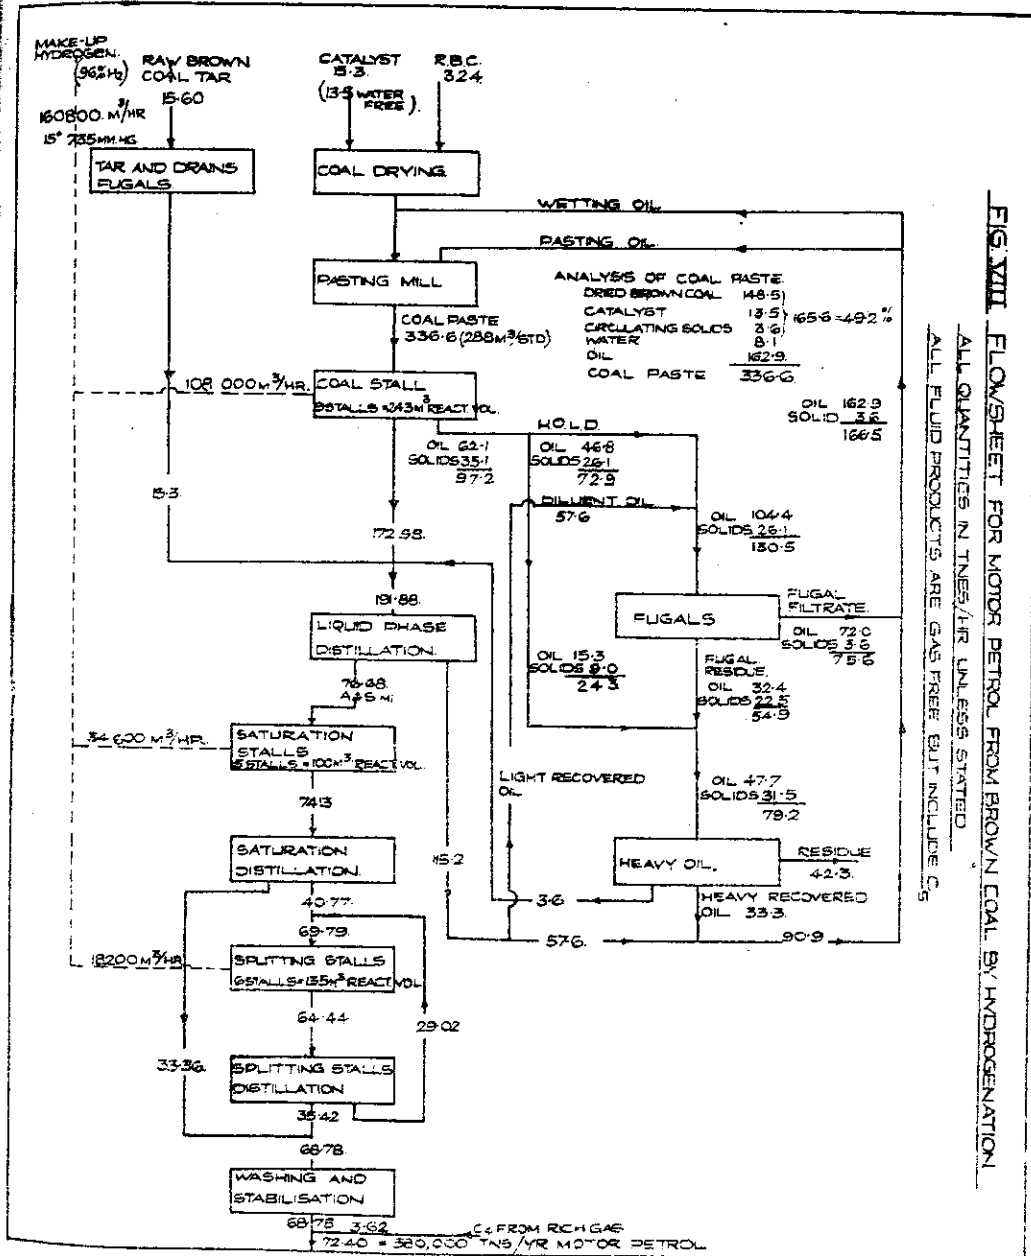 FIG. XVIII FLOWSHEET FOR MOTOR PETROL FROM BROWN COAL BY HYDROGENATION
ALL QUANTITIES IN TNES/HR UNLESS STATED
ALL FLUID PRODUCTS ARE GAS FREE BUT INCLUDE C5
MAKE-UP
HYDROGEN.
(96% H2)
160800. M3/HR
15° 735 MM. HG
RAW BROWN
COAL TAR
15.60
TAR AND DRAINS
FUGALS
CATALYST
15.3.
(13.5 WATER
FREE).
R.B.C.
324.
COAL DRYING.
WETTING OIL
PASTING OIL.
PASTING MILL
COAL PASTE
336.6 (288M3/STD)
ANALYSIS OF COAL PASTE.
DRIED BROWN COAL 148.5
CATALYST 13.5
CIRCULATING SOLIDS 3.6
165.6 = 49.2%
WATER 8.1
OIL 162.9.
COAL PASTE 336.6.
OIL 162.9
SOLID 3.6
166.5
108 000 M3/HR.
COAL STALL
9 STALLS = 243 M3 REACT. VOL.
H.O.L.D.
OIL 62.1
SOLIDS 35.1
97.2
OIL 46.8
SOLIDS 26.1
72.9
DILUENT OIL
57.6
OIL 104.4
SOLIDS 26.1
130.5
15.3.
172.98.
191.88.
LIQUID PHASE
DISTILLATION.
FUGALS
FUGAL
FILTRATE.
OIL 72.0
SOLIDS 3.6
75.6
OIL 15.3
SOLIDS 9.0
24.3
FUGAL
RESIDUE.
OIL 32.4
SOLIDS 22.5
54.9
76.68.
A & S Mi
34 600 M3/HR.
SATURATION
STALLS
5 STALLS = 100M3 REACT. VOL.
LIGHT RECOVERED
OIL
OIL 47.7
SOLIDS 31.5
79.2
74.13
115.2
SATURATION
DISTILLATION.
HEAVY OIL.
RESIDUE
42.3.
40.77.
3.6
HEAVY RECOVERED
OIL 33.3.
69.79.
57.6.
90.9
18200 M3/HR
SPLITTING STALLS
6 STALLS = 135 M3 REACT. VOL
64.44
29.02
33.36.
SPLITTING STALLS
DISTILLATION
35.42
68.78.
WASHING AND
STABILISATION
68.78
3.62
C4 FROM RICH GAS
72.40 = 580,000 TNS/YR MOTOR PETROL